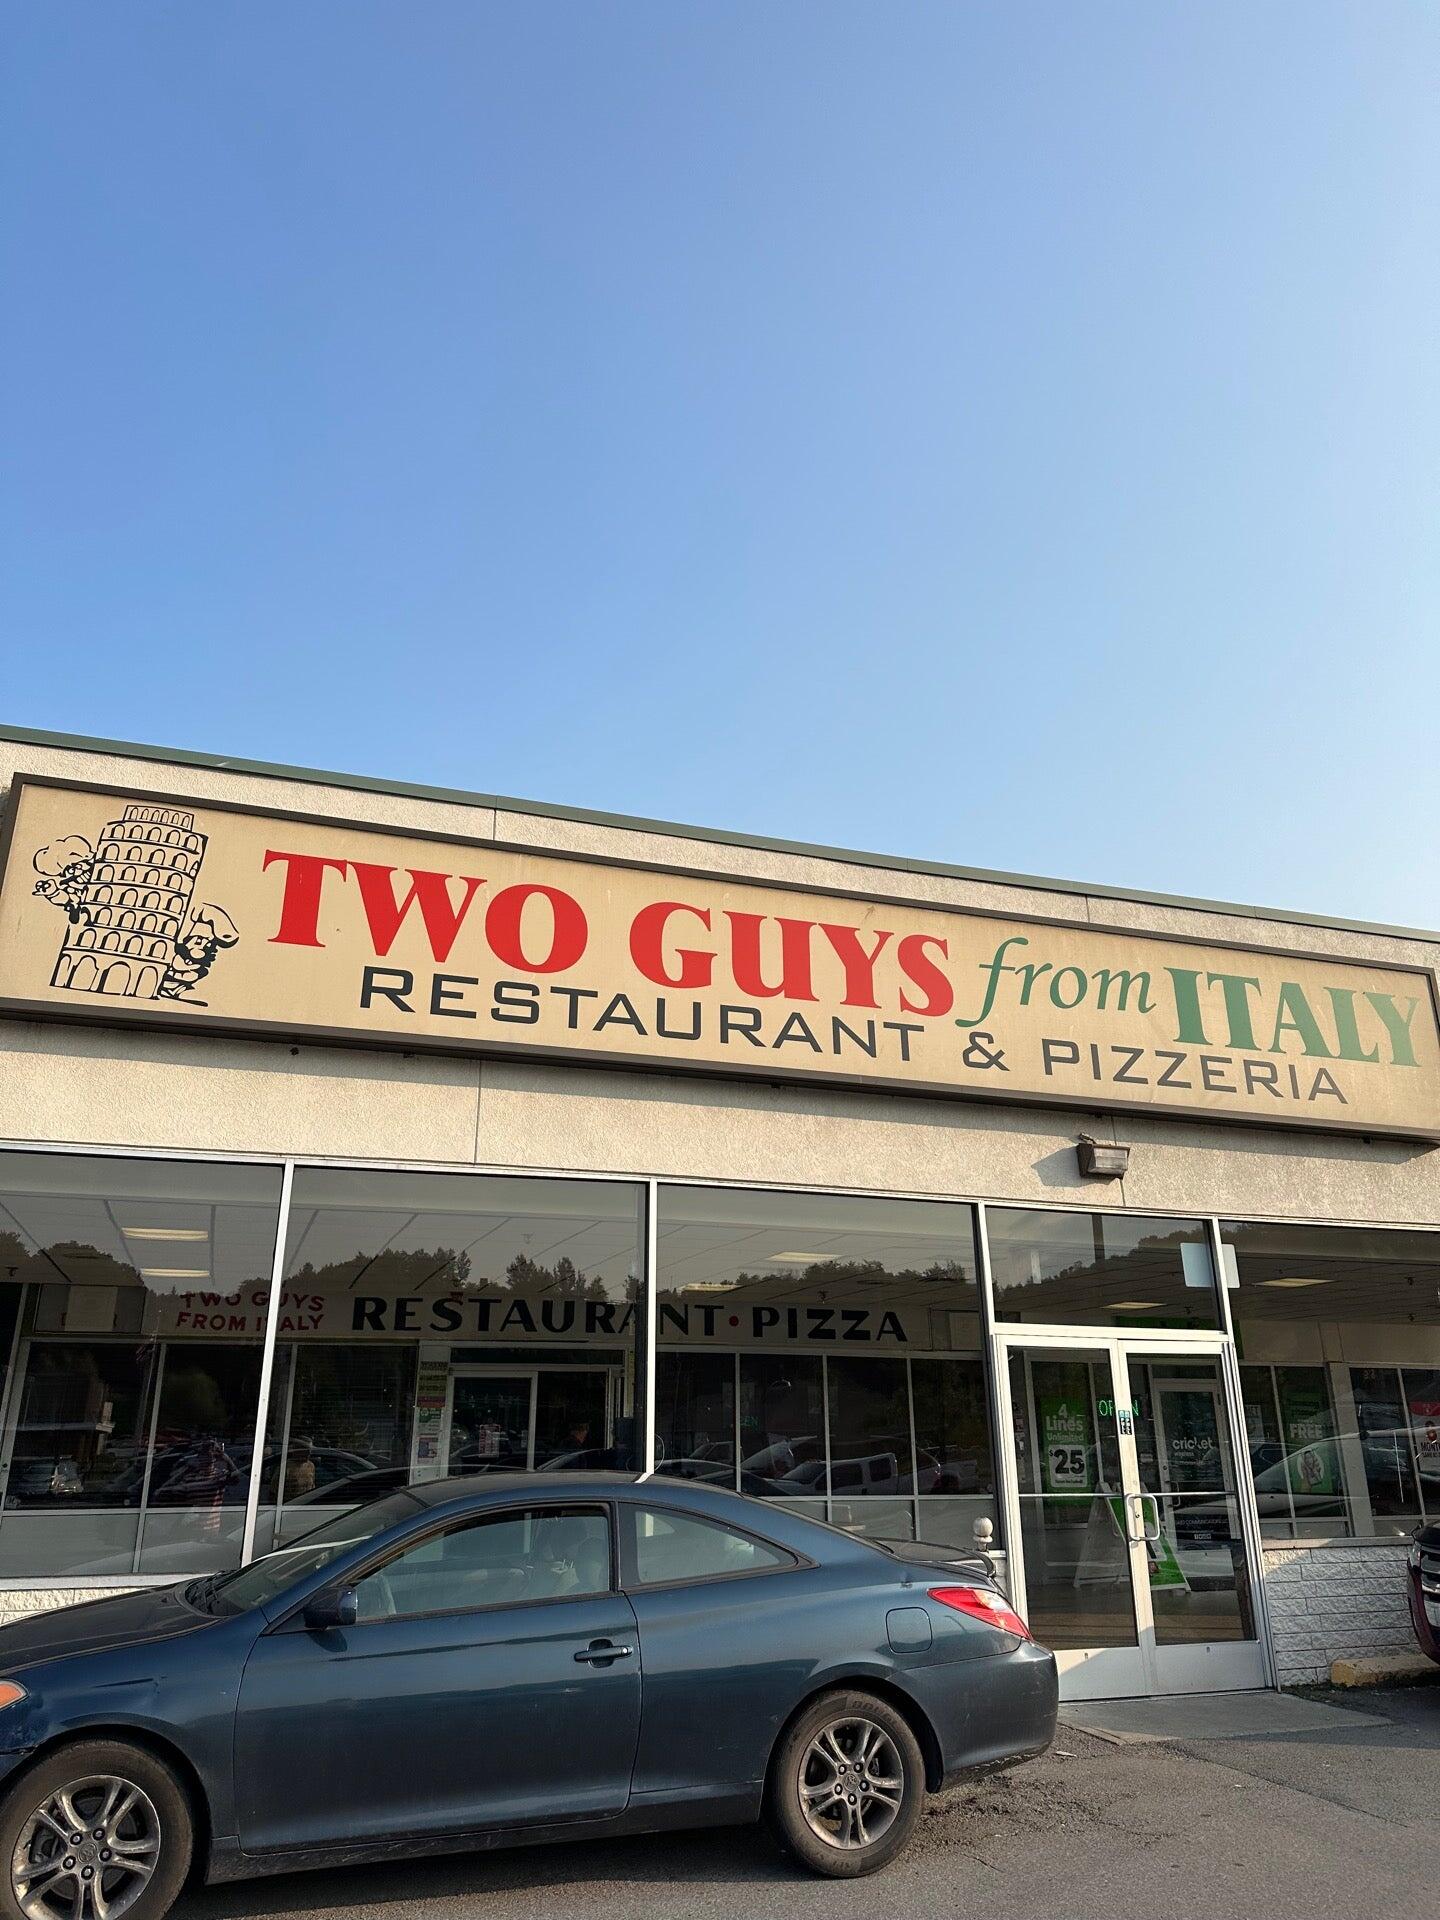 TWO GUYS from ITALY
RESTAURANT & PIZZERIA
TWO GUYS
FROM ITALY
RESTAURANT • PIZZA
4
Lines
Unlimited
$25
OPEN
cricket
wireless
FREE